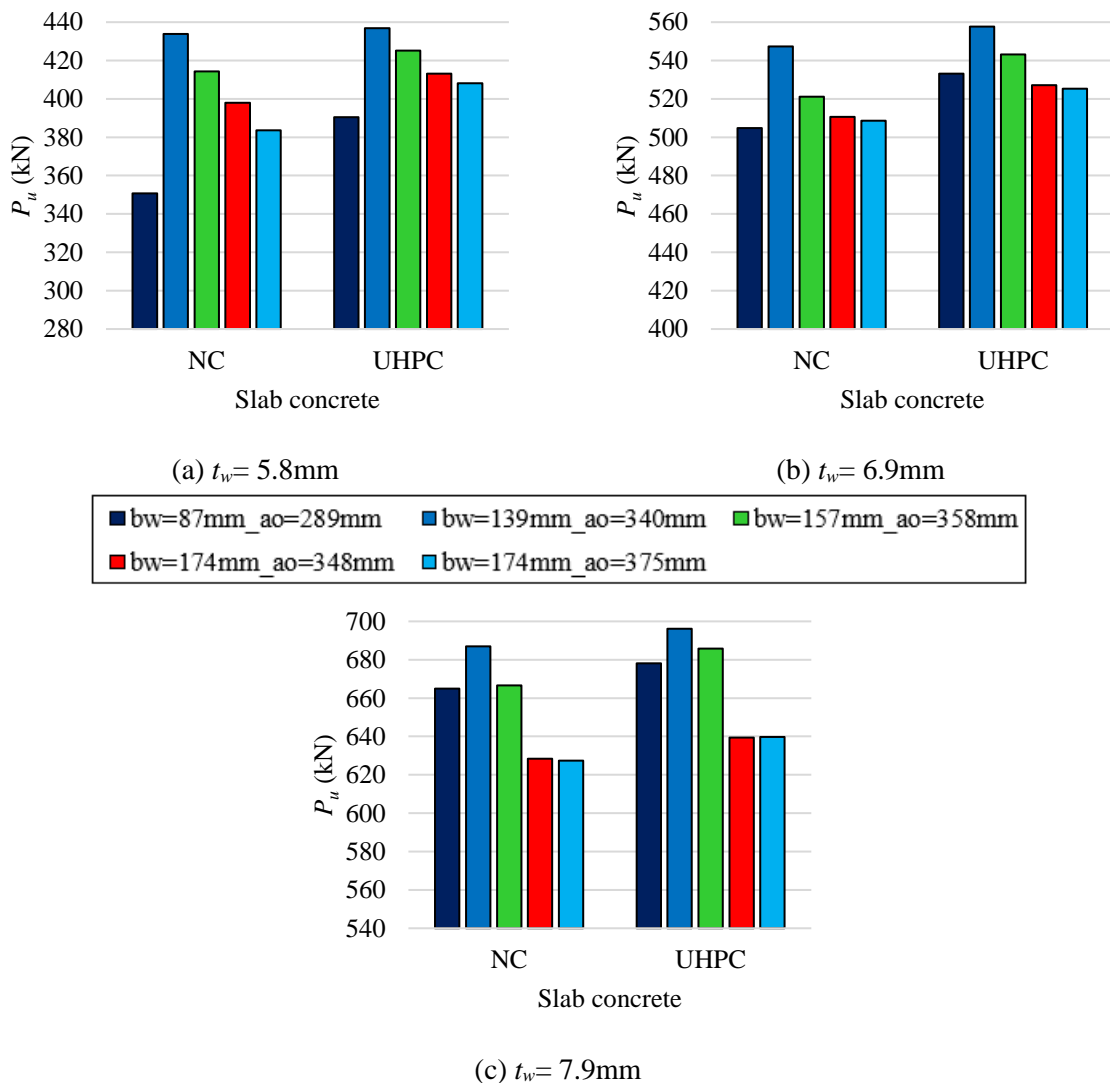 440
420
400
380
360
340
320
300
280
P_u (kN)
NC UHPC
Slab concrete
(a) t_w= 5.8mm
560
540
520
500
480
460
440
420
400
P_u (kN)
NC UHPC
Slab concrete
(b) t_w= 6.9mm
bw=87mm_ao=289mm bw=139mm_ao=340mm bw=157mm_ao=358mm
bw=174mm_ao=348mm bw=174mm_ao=375mm
700
680
660
640
620
600
580
560
540
P_u (kN)
NC UHPC
Slab concrete
(c) t_w= 7.9mm